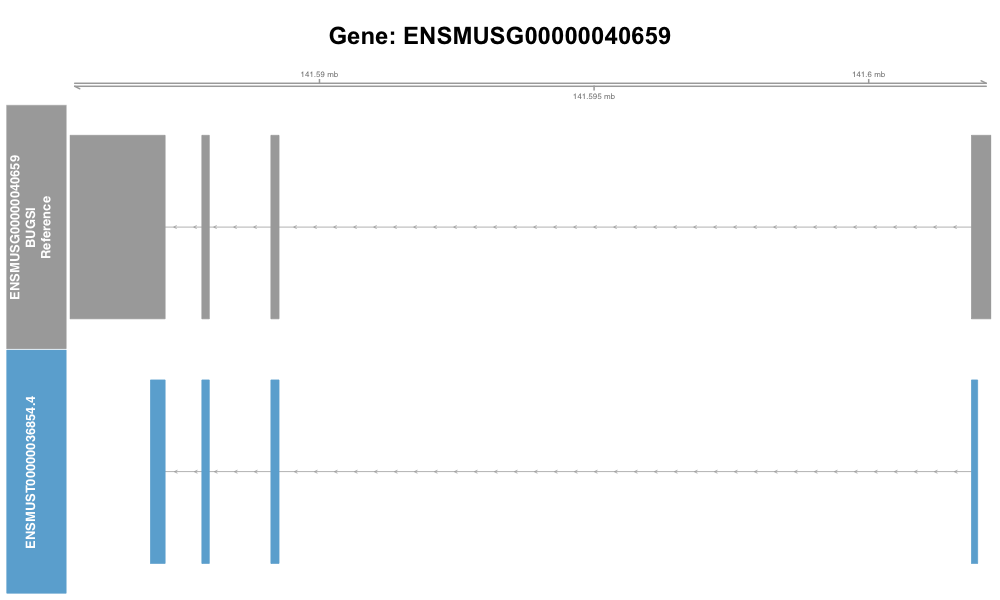 Gene: ENSMUSG00000040659
141.59 mb
141.6 mb
141.595 mb
ENSMUSG00000040659
BUGSI
Reference
ENSMUST00000036854.4